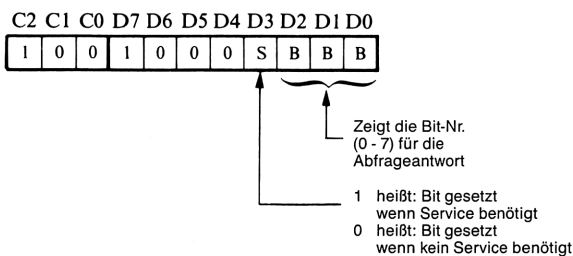 C2 C1 C0 D7 D6 D5 D4 D3 D2 D1 D0
1 0 0 1 0 0 0 S B B B
Zeigt die Bit-Nr.
(0 - 7) für die
Abfrageantwort
1 heißt: Bit gesetzt
wenn Service benötigt
0 heißt: Bit gesetzt
wenn kein Service benötigt